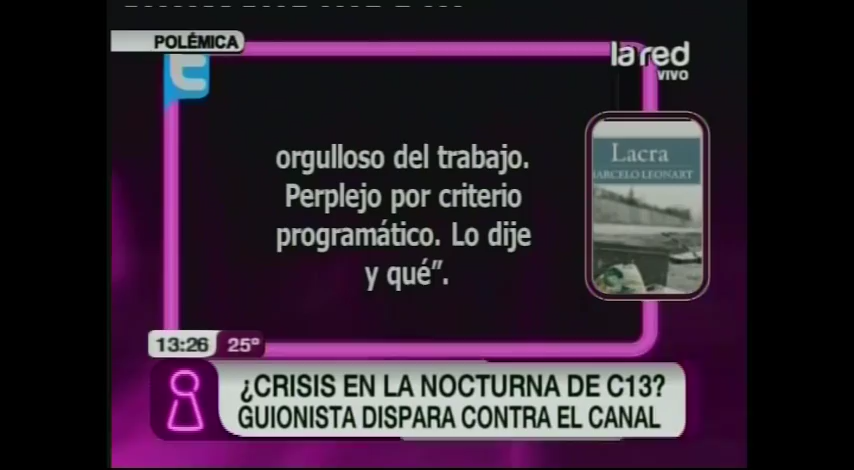 POLÉMICA
la red
VIVO
orgulloso del trabajo.
Perplejo por criterio
programático. Lo dije
y qué”.
Lacra
MARCELO LEONART
13:26 25°
¿CRISIS EN LA NOCTURNA DE C13?
GUIONISTA DISPARA CONTRA EL CANAL